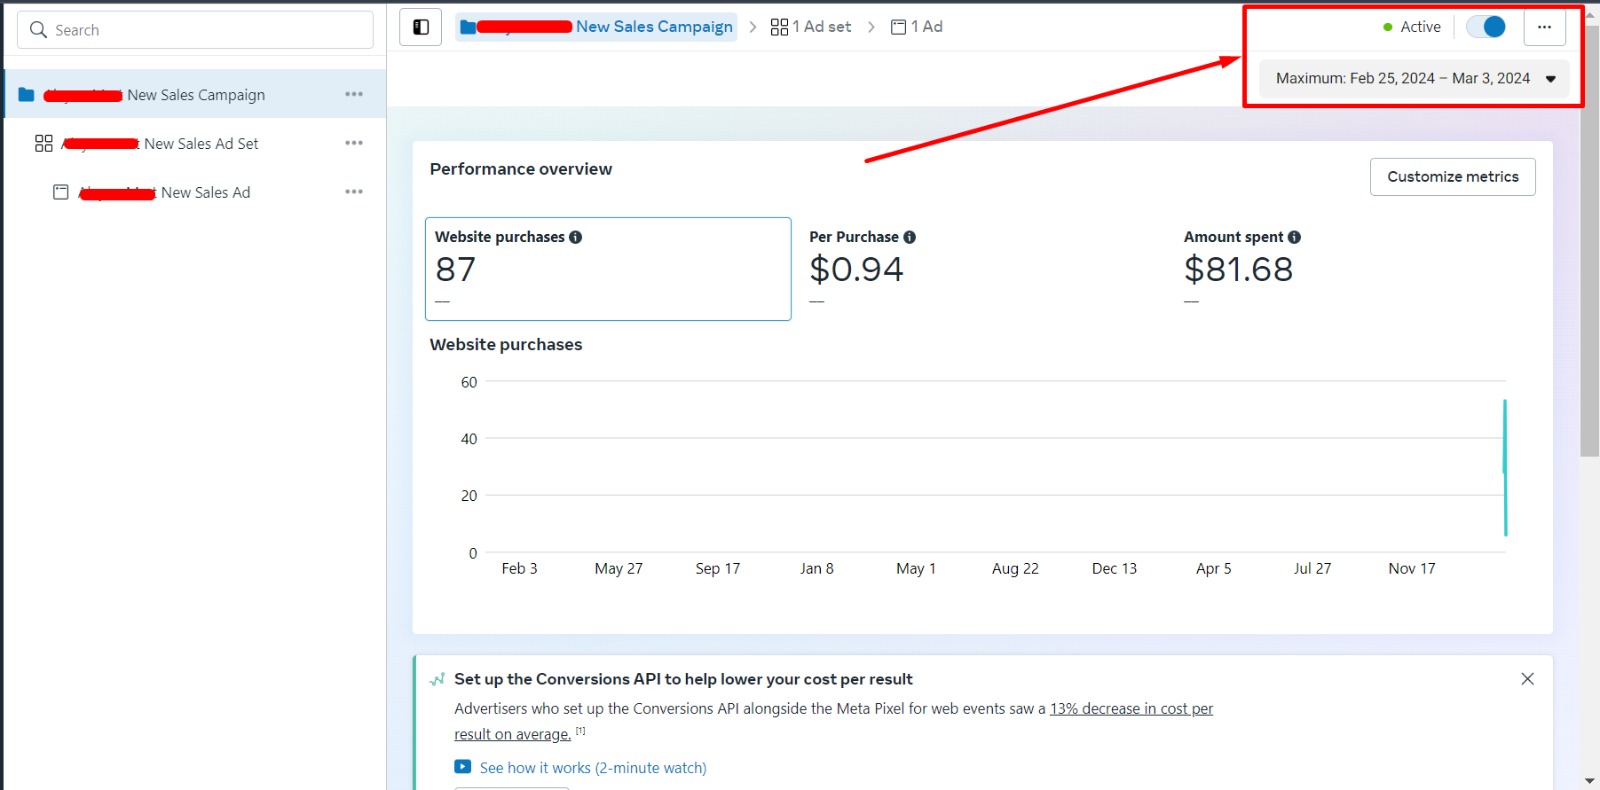 Search
New Sales Campaign
New Sales Ad Set
New Sales Ad
New Sales Campaign
1 Ad set
1 Ad
Active
Maximum: Feb 25, 2024 – Mar 3, 2024
Performance overview
Customize metrics
Website purchases
87
—
Per Purchase
$0.94
—
Amount spent
$81.68
—
Website purchases
60
40
20
0
Feb 3 May 27 Sep 17 Jan 8 May 1 Aug 22 Dec 13 Apr 5 Jul 27 Nov 17
Set up the Conversions API to help lower your cost per result
Advertisers who set up the Conversions API alongside the Meta Pixel for web events saw a 13% decrease in cost per
result on average. [1]
See how it works (2-minute watch)